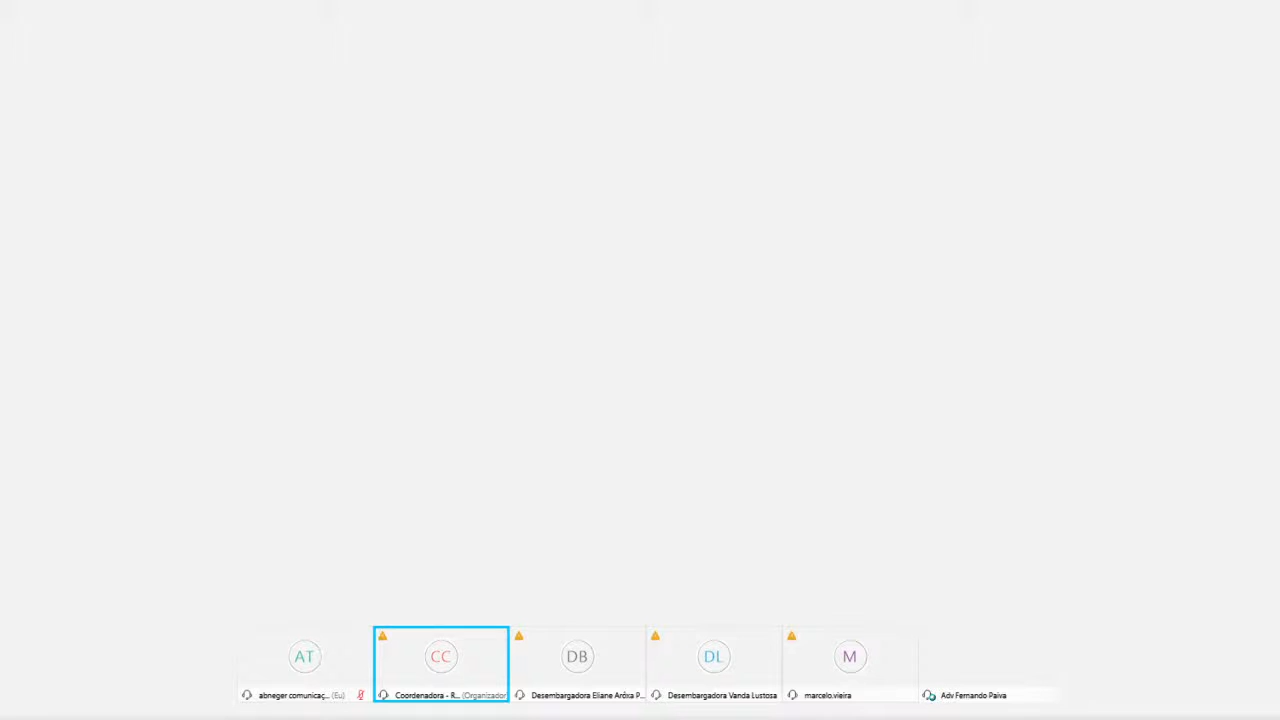 AT
CC
DB
DL
M
abneger comunicaç... (Eu)
Coordenadora - R... (Organizador
Desembargadora Eliane Arôxa P...
Desembargadora Vanda Lustosa
marcelo.vieira
Adv Fernando Paiva